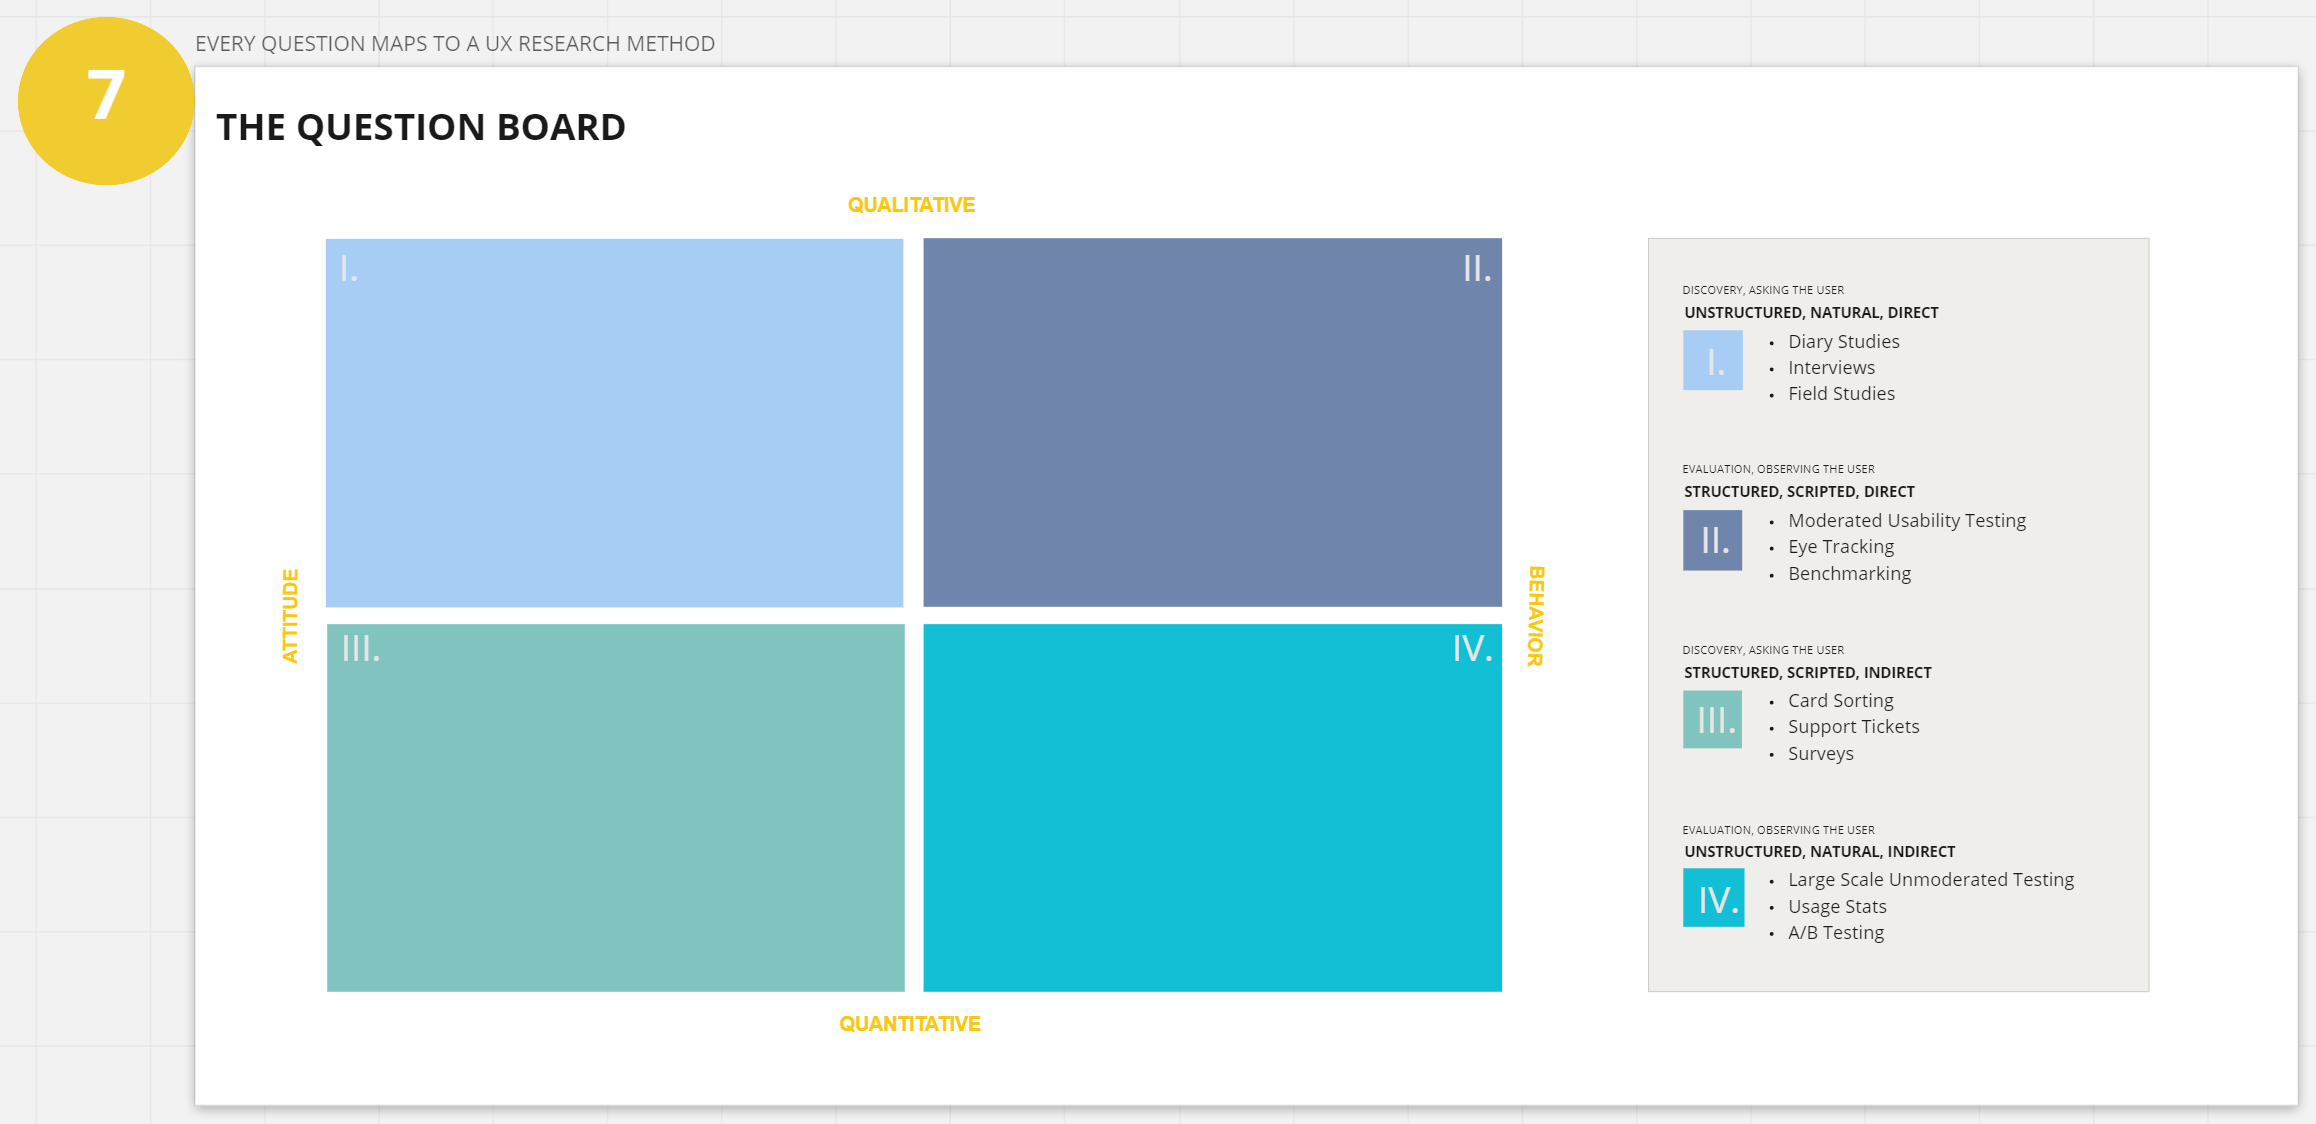 7
EVERY QUESTION MAPS TO A UX RESEARCH METHOD
THE QUESTION BOARD
QUALITATIVE
I.
II.
ATTITUDE
BEHAVIOR
III.
IV.
QUANTITATIVE
DISCOVERY, ASKING THE USER
UNSTRUCTURED, NATURAL, DIRECT
I.
• Diary Studies
• Interviews
• Field Studies
EVALUATION, OBSERVING THE USER
STRUCTURED, SCRIPTED, DIRECT
II.
• Moderated Usability Testing
• Eye Tracking
• Benchmarking
DISCOVERY, ASKING THE USER
STRUCTURED, SCRIPTED, INDIRECT
III.
• Card Sorting
• Support Tickets
• Surveys
EVALUATION, OBSERVING THE USER
UNSTRUCTURED, NATURAL, INDIRECT
IV.
• Large Scale Unmoderated Testing
• Usage Stats
• A/B Testing